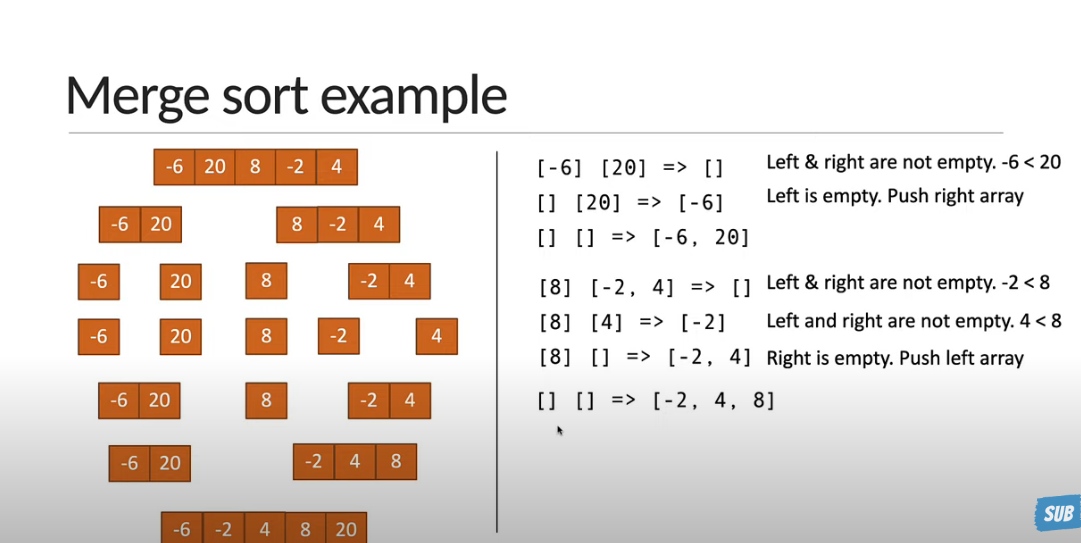 Merge sort example
-6 20 8 -2 4
-6 20 8 -2 4
-6 20 8 -2 4
-6 20 8 -2 4
-6 20 8 -2 4
-6 20 -2 4 8
-6 -2 4 8 20
[-6] [20] => [] Left & right are not empty. -6 < 20
[] [20] => [-6] Left is empty. Push right array
[] [] => [-6, 20]
[8] [-2, 4] => [] Left & right are not empty. -2 < 8
[8] [4] => [-2] Left and right are not empty. 4 < 8
[8] [] => [-2, 4] Right is empty. Push left array
[] [] => [-2, 4, 8]
SUB